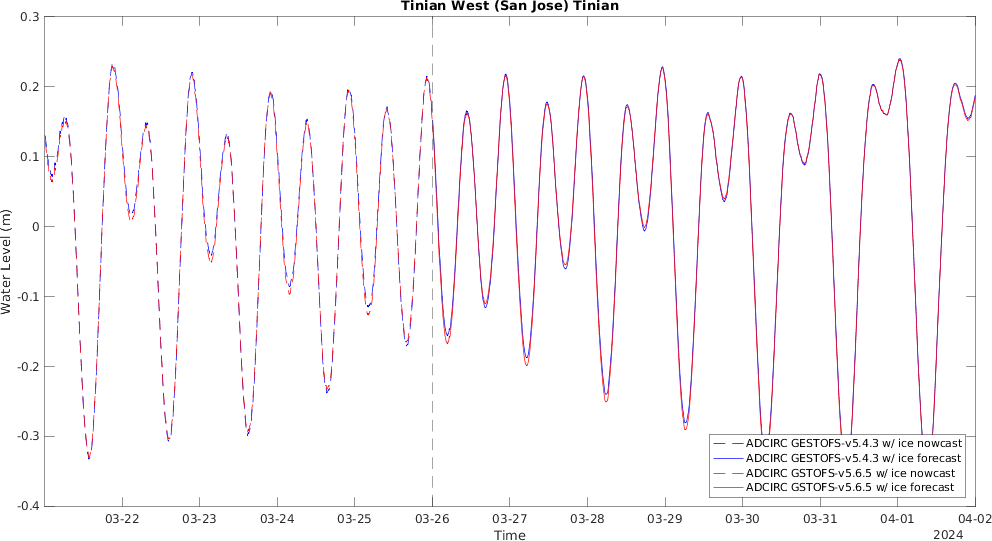 Tinian West (San Jose) Tinian
0.3
0.2
0.1
0
-0.1
-0.2
-0.3
-0.4
Water Level (m)
ADCIRC GESTOFS-v5.4.3 w/ ice nowcast
ADCIRC GESTOFS-v5.4.3 w/ ice forecast
ADCIRC GSTOFS-v5.6.5 w/ ice nowcast
ADCIRC GSTOFS-v5.6.5 w/ ice forecast
03-22 03-23 03-24 03-25 03-26 03-27 03-28 03-29 03-30 03-31 04-01 04-02
Time
2024